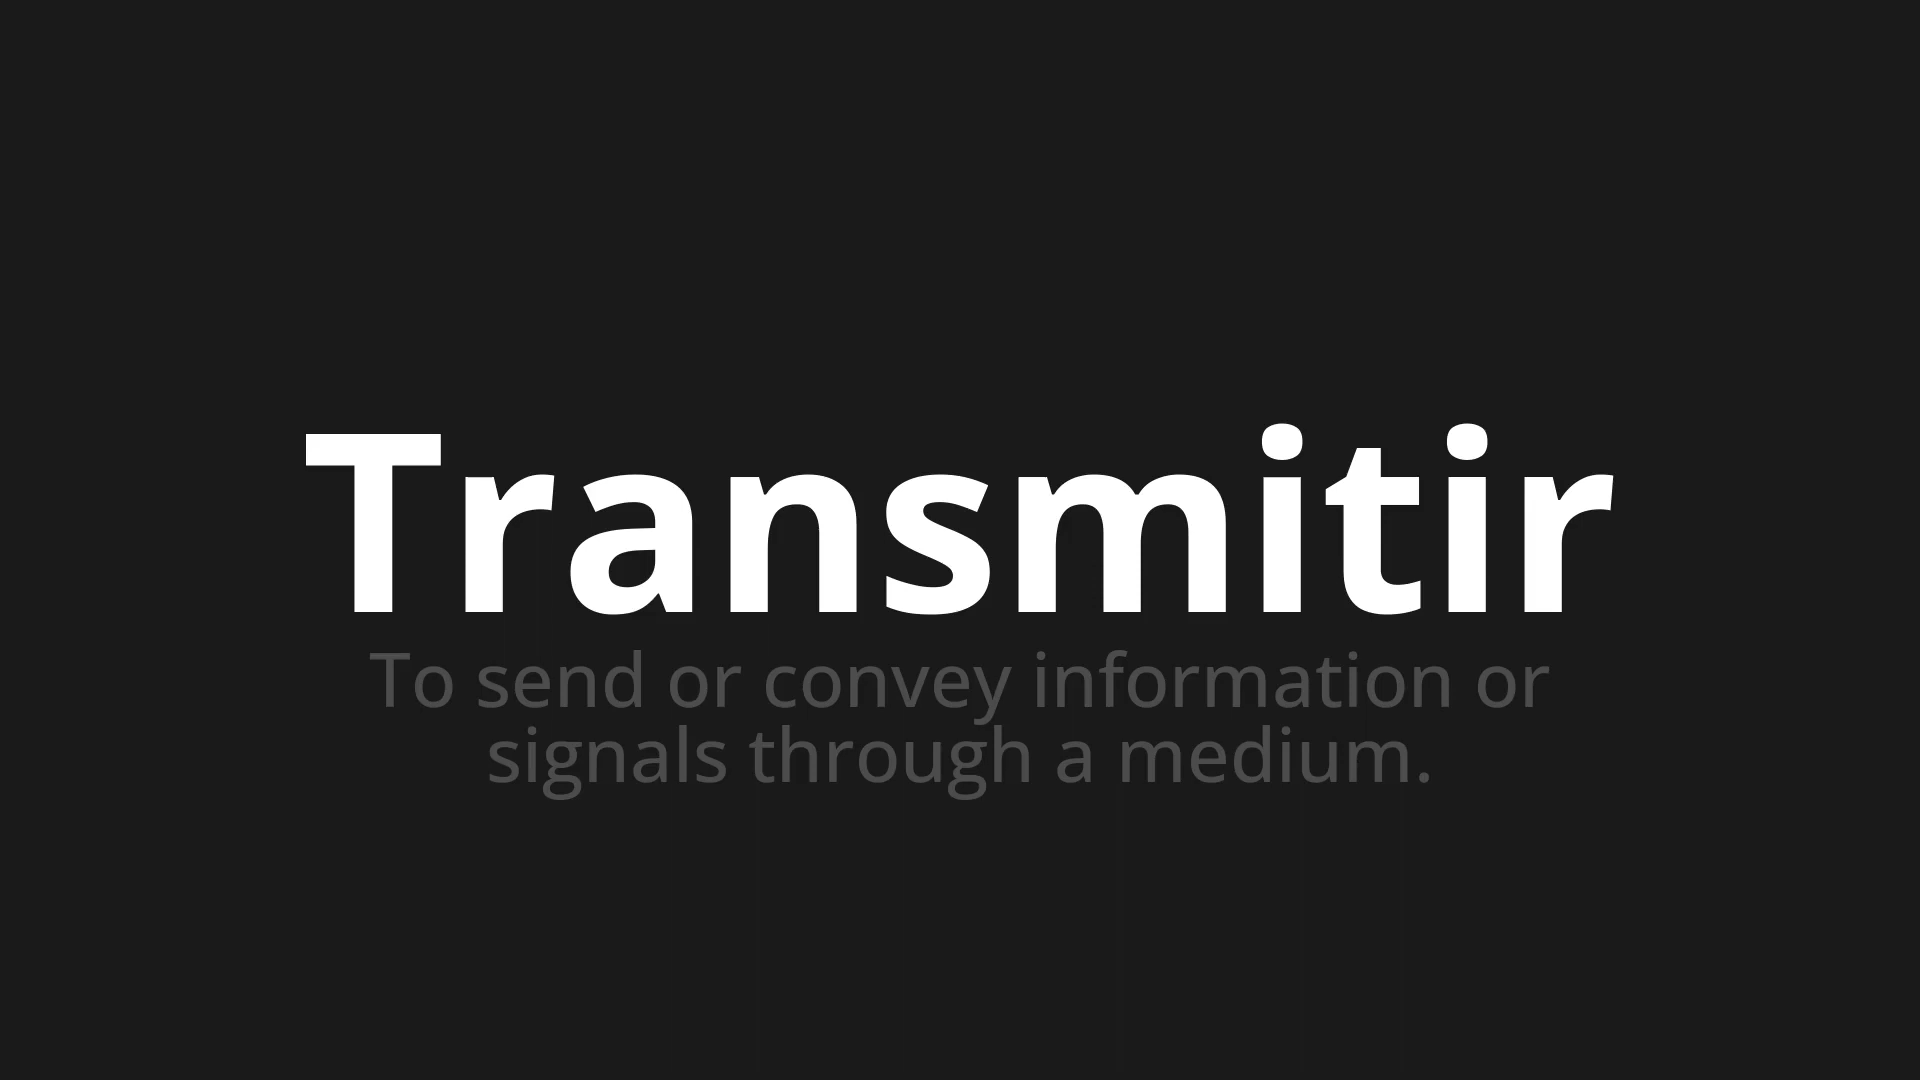 Transmitir
To send or convey information or
signals through a medium.